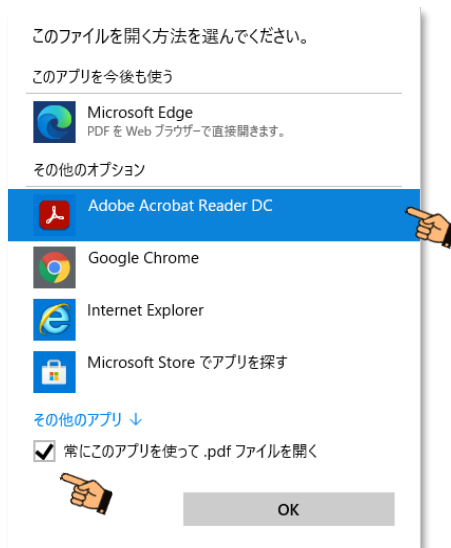 このファイルを開く方法を選んでください。
このアプリを今後も使う
Microsoft Edge
PDF を Web ブラウザーで直接開きます。
その他のオプション
Adobe Acrobat Reader DC
Google Chrome
Internet Explorer
Microsoft Store でアプリを探す
その他のアプリ ↓
常にこのアプリを使って .pdf ファイルを開く
OK